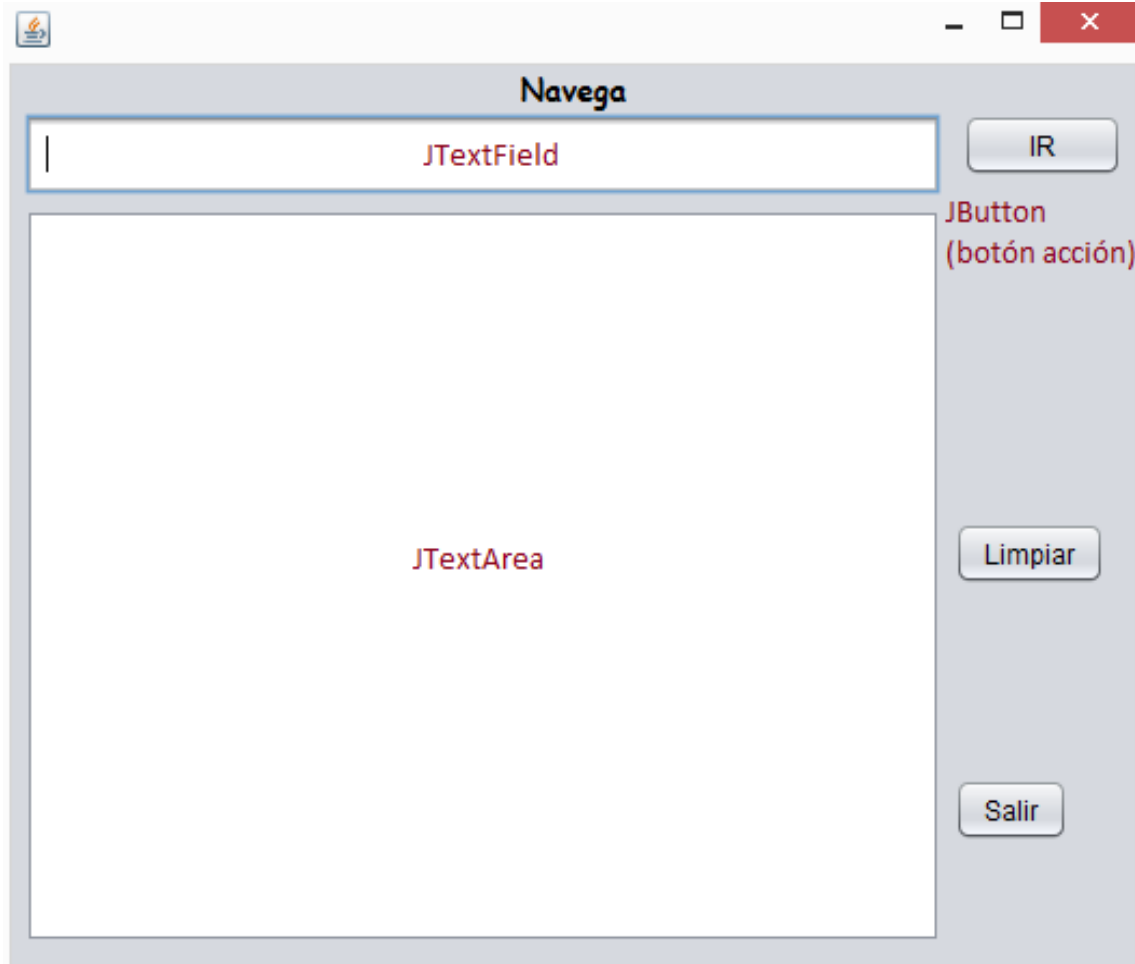 Navega
JTextField
IR
JButton
(botón acción)
JTextArea
Limpiar
Salir